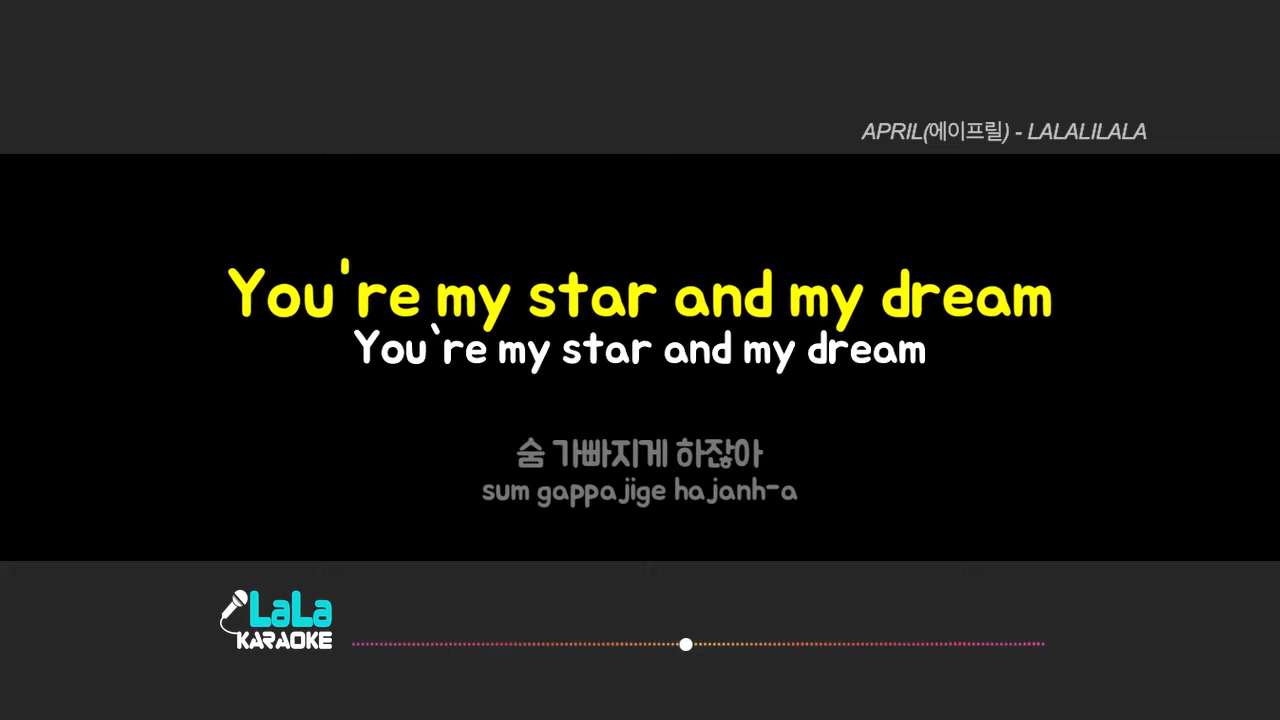 APRIL(에이프릴) - LALALILALA
You're my star and my dream
You`re my star and my dream
숨 가빠지게 하잖아
sum gappajige hajanh-a
LaLa
KARAOKE